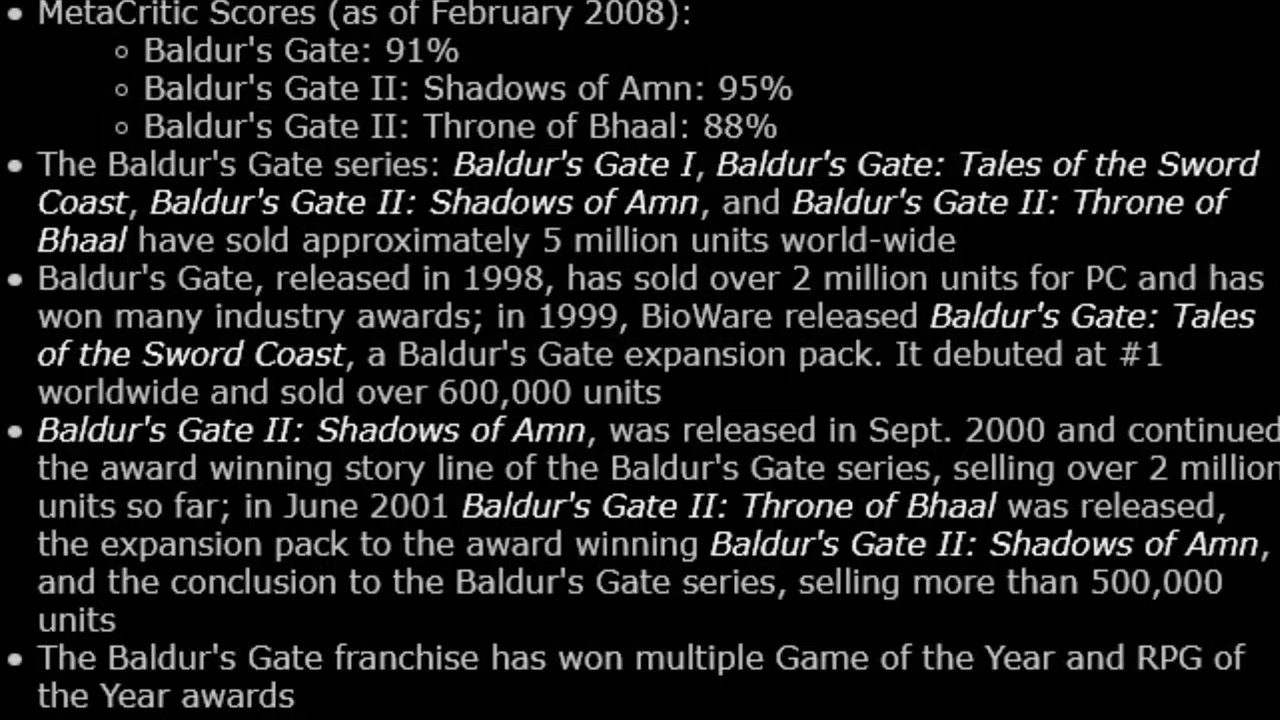 • MetaCritic Scores (as of February 2008):
○ Baldur's Gate: 91%
○ Baldur's Gate II: Shadows of Amn: 95%
○ Baldur's Gate II: Throne of Bhaal: 88%
• The Baldur's Gate series: Baldur's Gate I, Baldur's Gate: Tales of the Sword
Coast, Baldur's Gate II: Shadows of Amn, and Baldur's Gate II: Throne of
Bhaal have sold approximately 5 million units world-wide
• Baldur's Gate, released in 1998, has sold over 2 million units for PC and has
won many industry awards; in 1999, BioWare released Baldur's Gate: Tales
of the Sword Coast, a Baldur's Gate expansion pack. It debuted at #1
worldwide and sold over 600,000 units
• Baldur's Gate II: Shadows of Amn, was released in Sept. 2000 and continued
the award winning story line of the Baldur's Gate series, selling over 2 million
units so far; in June 2001 Baldur's Gate II: Throne of Bhaal was released,
the expansion pack to the award winning Baldur's Gate II: Shadows of Amn,
and the conclusion to the Baldur's Gate series, selling more than 500,000
units
• The Baldur's Gate franchise has won multiple Game of the Year and RPG of
the Year awards